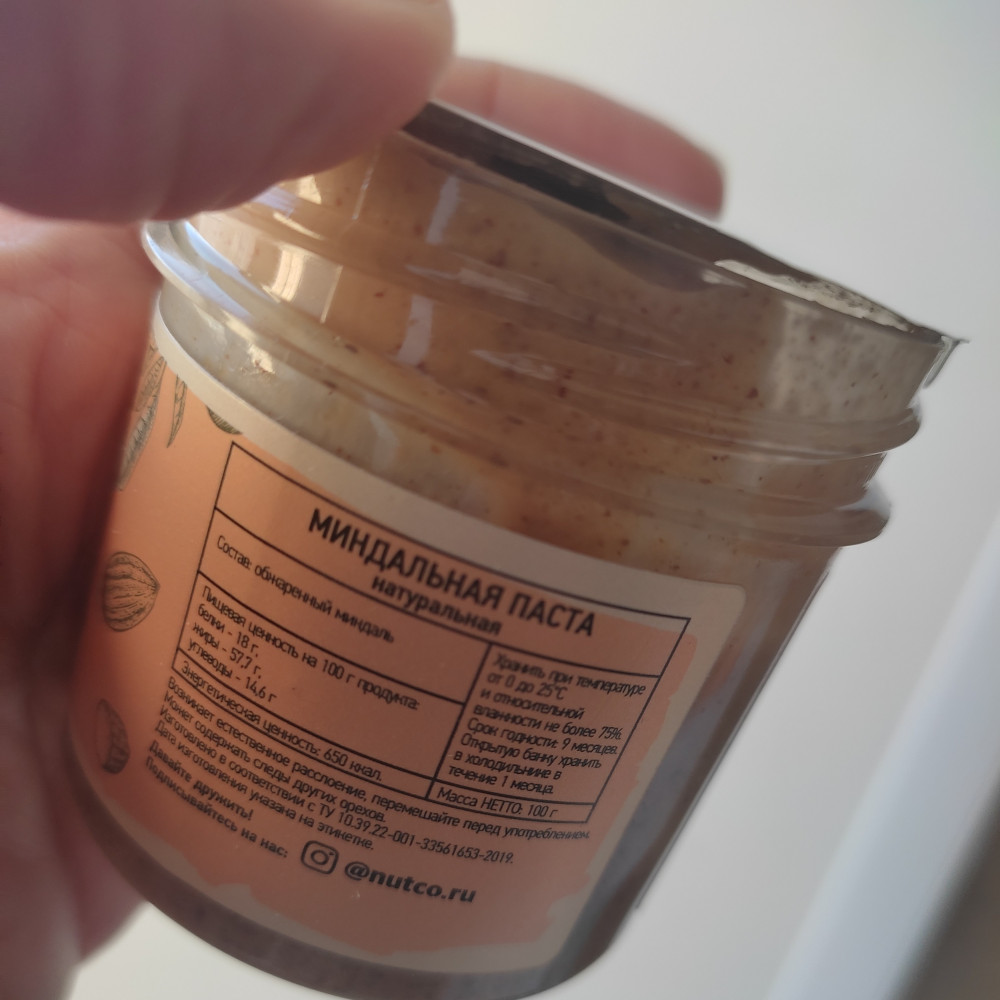 МИНДАЛЬНАЯ ПАСТА
натуральная
Состав: обжаренный миндаль
Пищевая ценность на 100 г продукта:
белки - 18 г,
жиры - 57,7 г,
углеводы - 14,6 г
Энергетическая ценность: 650 ккал.
Хранить при температуре
от 0 до 25°С
и относительной
влажности не более 75%.
Срок годности: 9 месяцев.
Открытую банку хранить
в холодильнике в
течение 1 месяца.
Масса НЕТТО: 100 г
Возникает естественное расслоение, перемешайте перед употреблением.
Может содержать следы других орехов.
Изготовлено в соответствии с ТУ 10.39.22-001-33561653-2019.
Дата изготовления указана на этикетке.
Давайте дружить!
Подписывайтесь на нас:
@nutco.ru